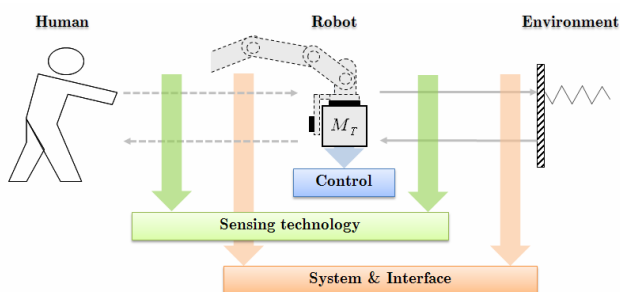 Human
Robot
Environment
M_T
Control
Sensing technology
System & Interface